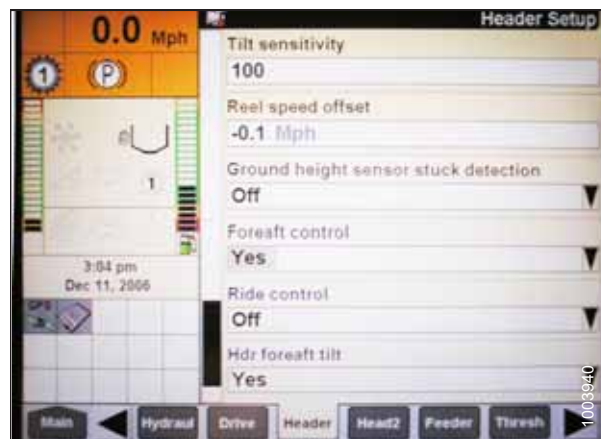 0.0 Mph
Header Setup
1
P
Tilt sensitivity
100
Reel speed offset
-0.1 Mph
Ground height sensor stuck detection
Off
1
Foreaft control
Yes
3:04 pm
Dec 11, 2006
Ride control
Off
GPS
Hdr foreaft tilt
Yes
Main
Hydraul
Drive
Header
Head2
Feeder
Thresh
1003940